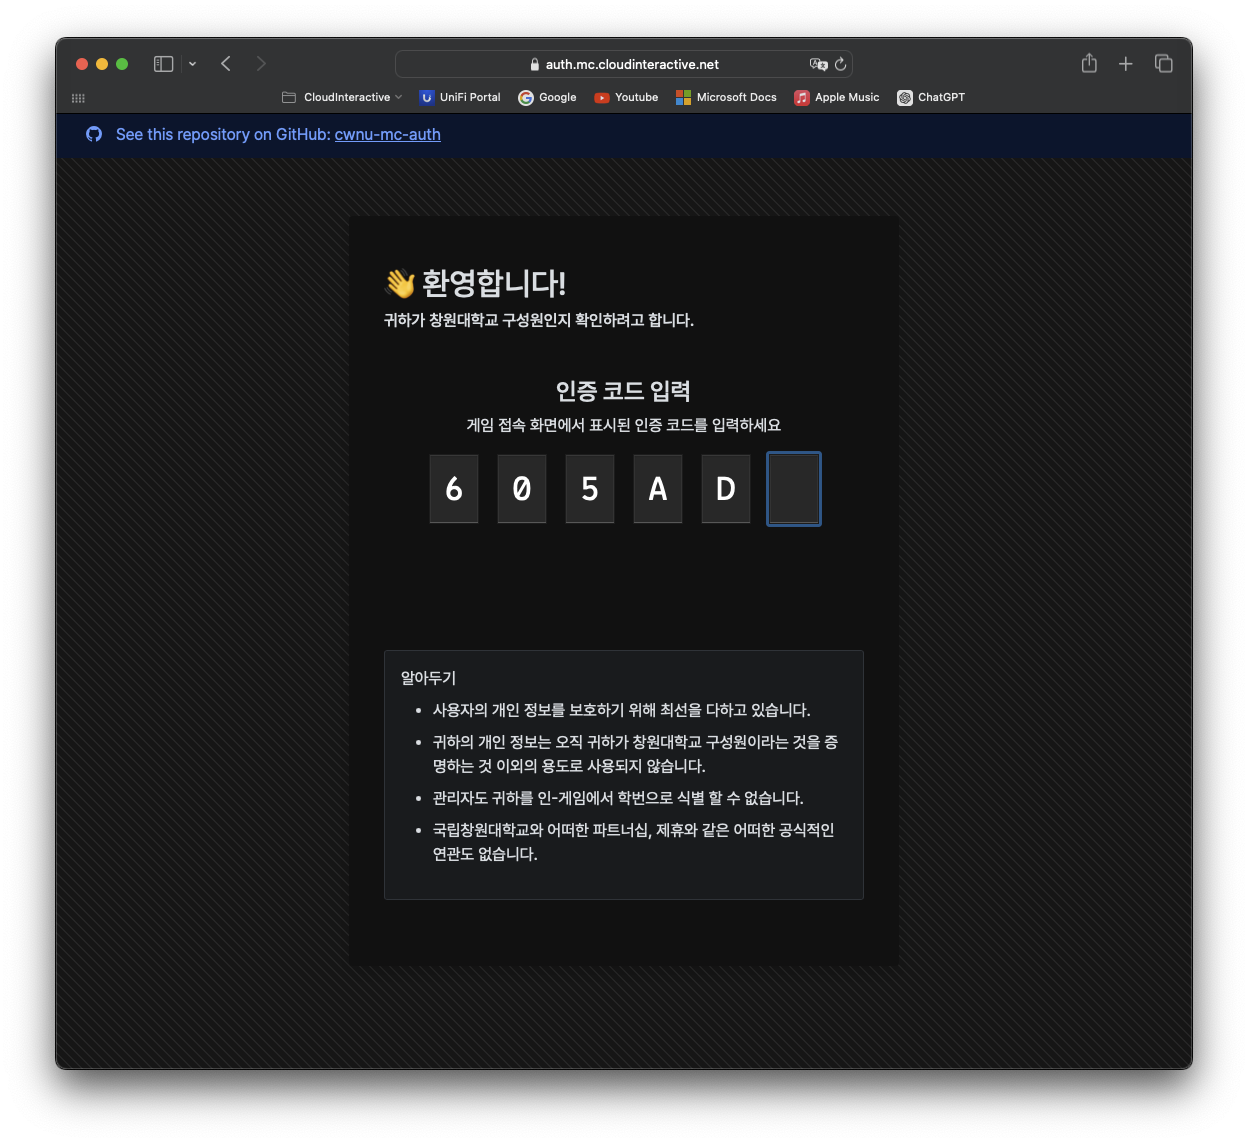 auth.mc.cloudinteractive.net
CloudInteractive
UniFi Portal
Google
Youtube
Microsoft Docs
Apple Music
ChatGPT
See this repository on GitHub: cwnu-mc-auth
👋 환영합니다!
귀하가 창원대학교 구성원인지 확인하려고 합니다.
인증 코드 입력
게임 접속 화면에서 표시된 인증 코드를 입력하세요
6 0 5 A D
알아두기
• 사용자의 개인 정보를 보호하기 위해 최선을 다하고 있습니다.
• 귀하의 개인 정보는 오직 귀하가 창원대학교 구성원이라는 것을 증
명하는 것 이외의 용도로 사용되지 않습니다.
• 관리자도 귀하를 인-게임에서 학번으로 식별 할 수 없습니다.
• 국립창원대학교와 어떠한 파트너십, 제휴와 같은 어떠한 공식적인
연관도 없습니다.